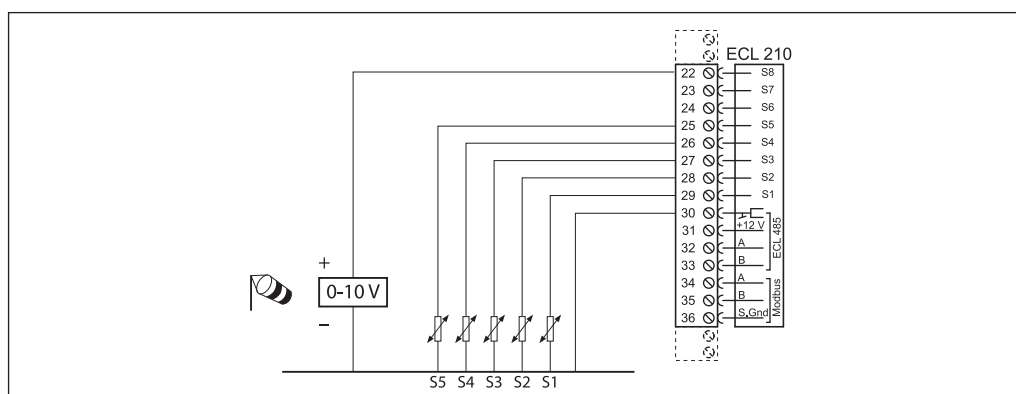 ECL 210
22 S8
23 S7
24 S6
25 S5
26 S4
27 S3
28 S2
29 S1
30
31 +12 V
32 A
33 B
ECL 485
34 A
35 B
36 S.Gnd
Modbus
+
0-10 V
–
S5 S4 S3 S2 S1